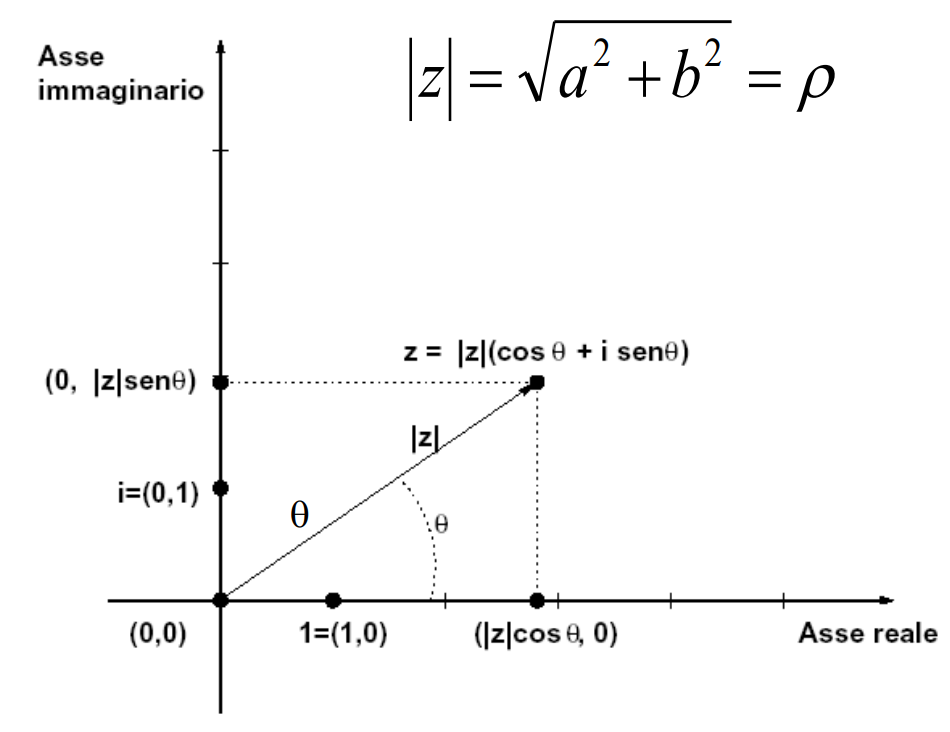 Asse
immaginario
|z| = √a² + b² = ρ
z = |z|(cos θ + i senθ)
(0, |z|senθ)
|z|
i=(0,1)
θ
θ
(0,0)
1=(1,0)
(|z|cos θ, 0)
Asse reale